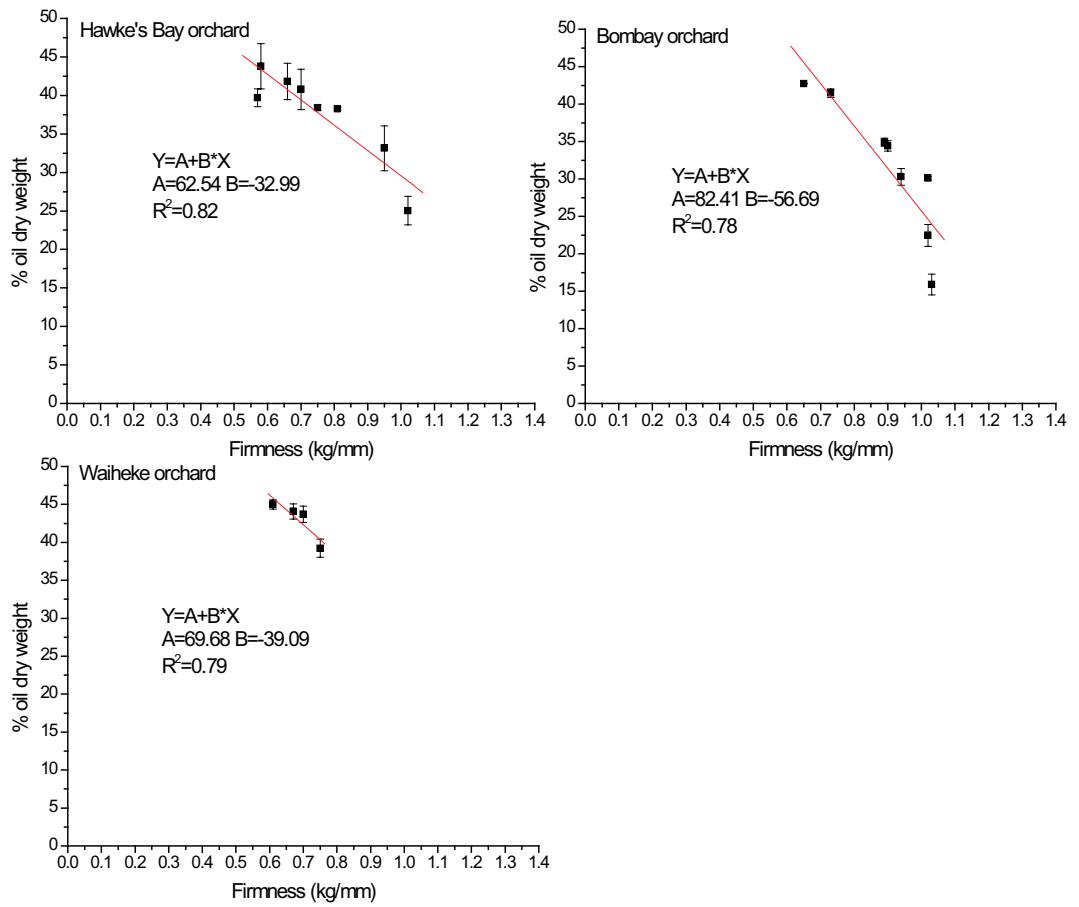 Hawke's Bay orchard
50
45
40
35
30
25
20
15
10
5
0
% oil dry weight
Y=A+B*X
A=62.54 B=-32.99
R²=0.82
0.0 0.1 0.2 0.3 0.4 0.5 0.6 0.7 0.8 0.9 1.0 1.1 1.2 1.3 1.4
Firmness (kg/mm)
Bombay orchard
50
45
40
35
30
25
20
15
10
5
0
% oil dry weight
Y=A+B*X
A=82.41 B=-56.69
R²=0.78
0.0 0.1 0.2 0.3 0.4 0.5 0.6 0.7 0.8 0.9 1.0 1.1 1.2 1.3 1.4
Firmness (kg/mm)
Waiheke orchard
50
45
40
35
30
25
20
15
10
5
0
% oil dry weight
Y=A+B*X
A=69.68 B=-39.09
R²=0.79
0.0 0.1 0.2 0.3 0.4 0.5 0.6 0.7 0.8 0.9 1.0 1.1 1.2 1.3 1.4
Firmness (kg/mm)